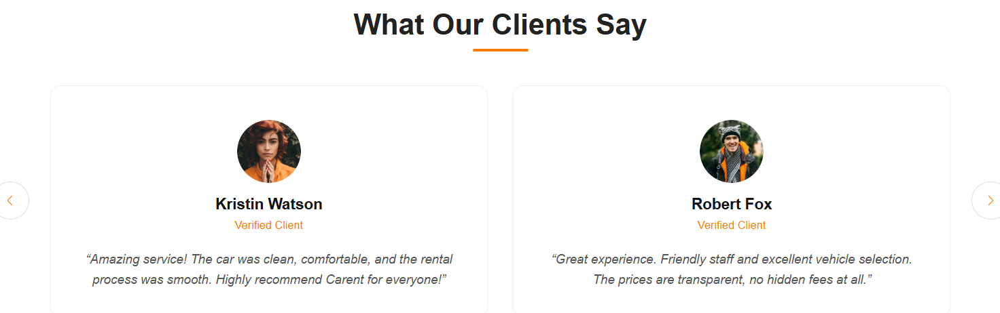 What Our Clients Say
Kristin Watson
Verified Client
“Amazing service! The car was clean, comfortable, and the rental
process was smooth. Highly recommend Carent for everyone!”
Robert Fox
Verified Client
“Great experience. Friendly staff and excellent vehicle selection.
The prices are transparent, no hidden fees at all.”